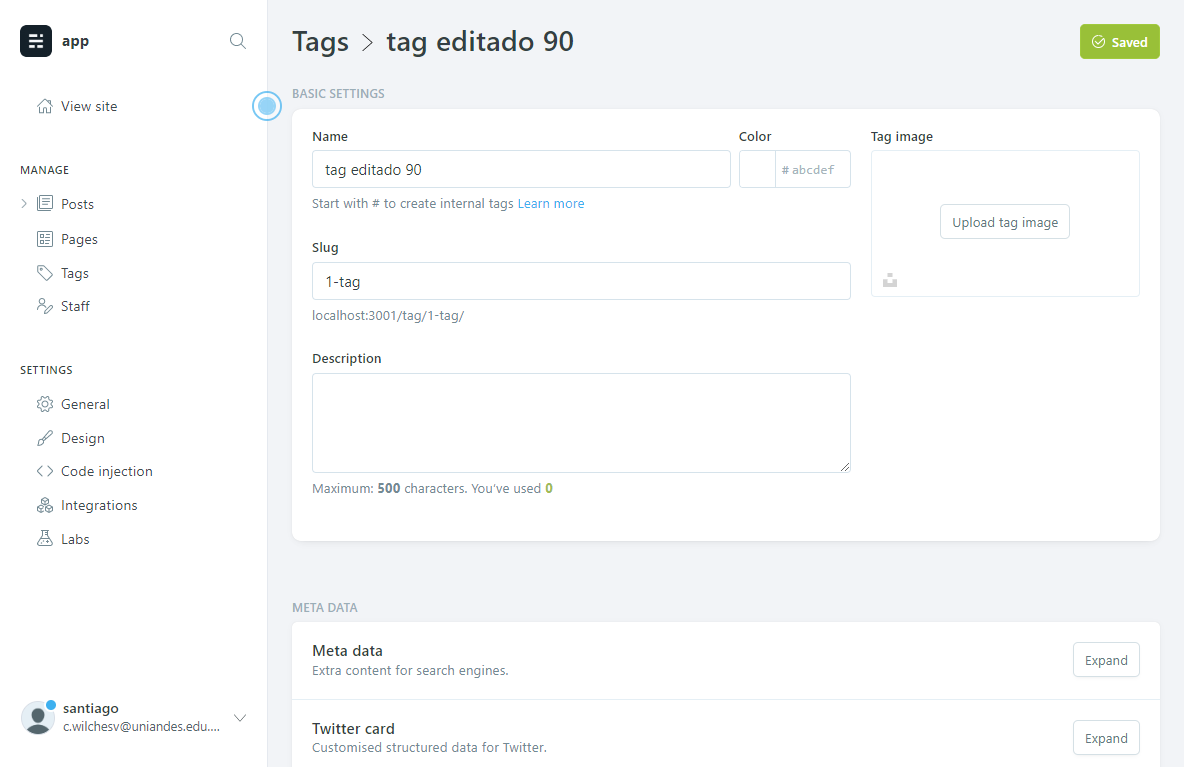 app
View site
MANAGE
Posts
Pages
Tags
Staff
SETTINGS
General
Design
Code injection
Integrations
Labs
santiago
c.wilchesv@uniandes.edu....
Tags > tag editado 90
Saved
BASIC SETTINGS
Name
tag editado 90
Start with # to create internal tags Learn more
Color
# abcdef
Tag image
Upload tag image
Slug
1-tag
localhost:3001/tag/1-tag/
Description
Maximum: 500 characters. You've used 0
META DATA
Meta data
Extra content for search engines.
Expand
Twitter card
Customised structured data for Twitter.
Expand